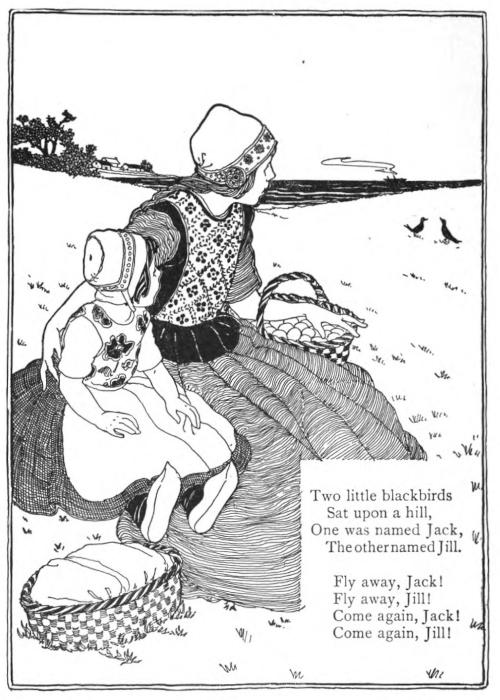 Two little blackbirds
Sat upon a hill,
One was named Jack,
The other named Jill.
Fly away, Jack!
Fly away, Jill!
Come again, Jack!
Come again, Jill!